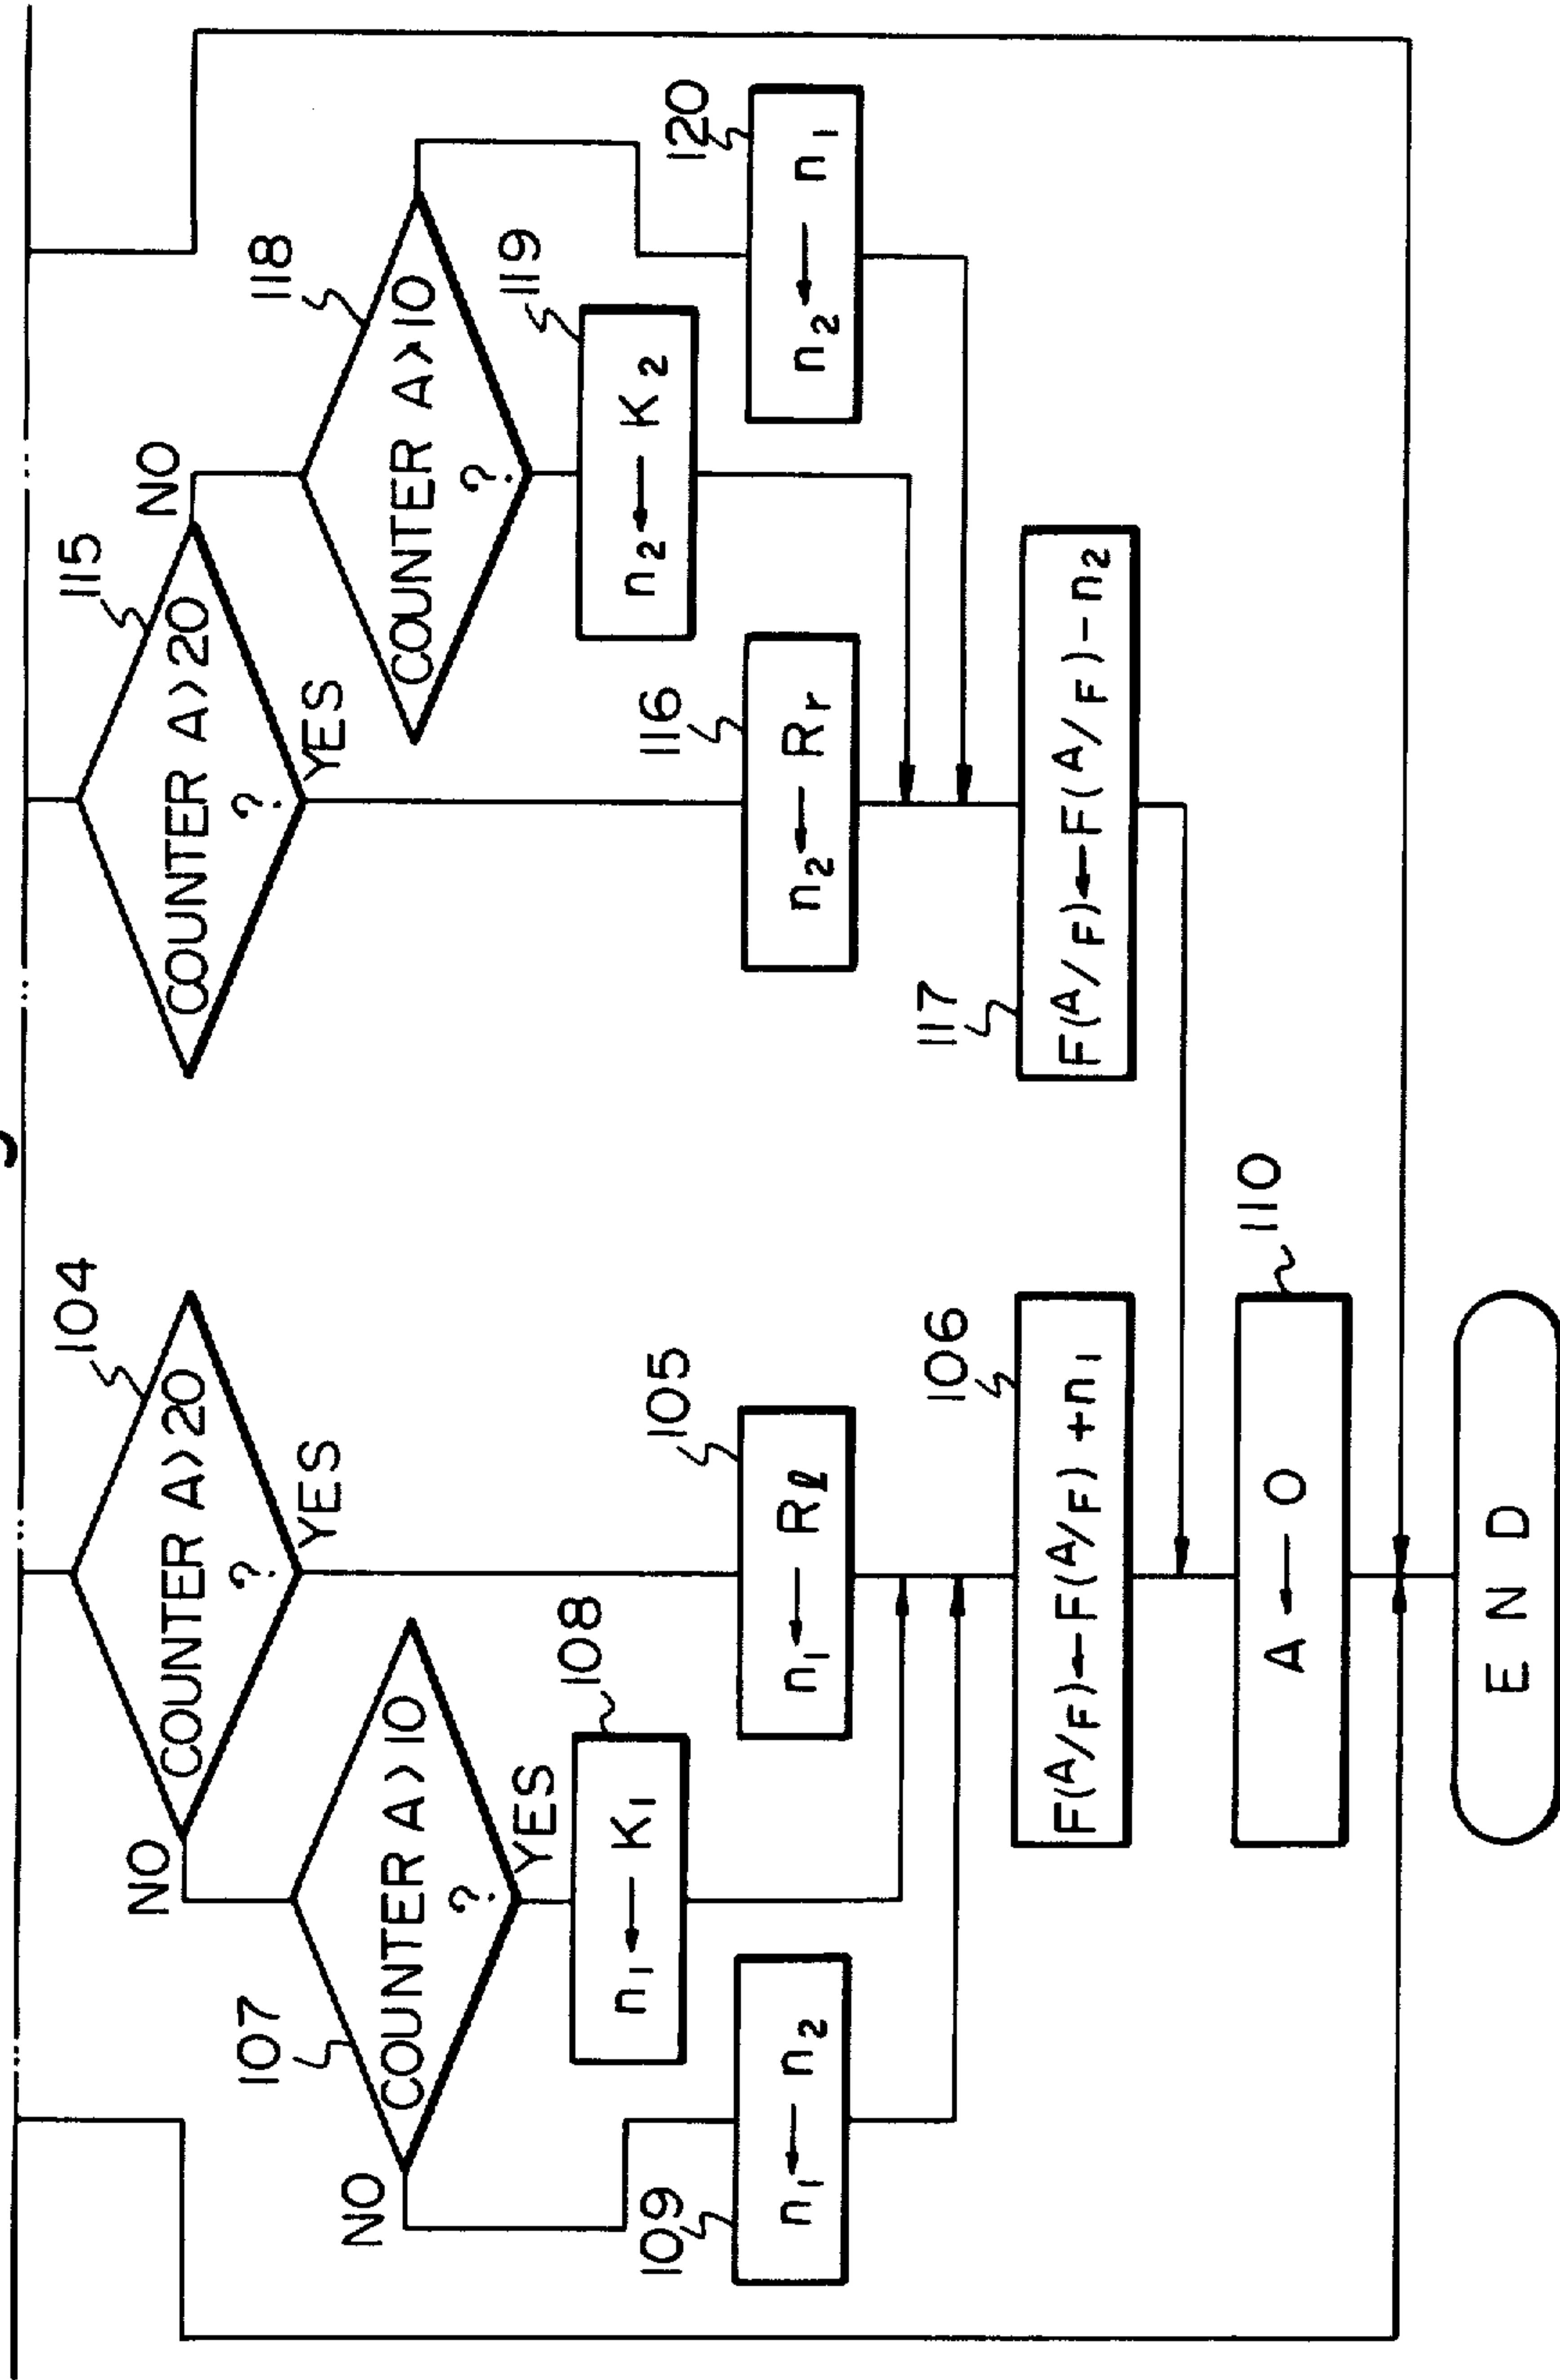 104
COUNTER A>20
?
NO
YES
107
COUNTER A>10
?
NO
YES
108
n₁ ← K₁
109
n₁ ← n₂
105
n₁ ← Rℓ
106
F(A/F)←F(A/F)+n₁
110
A ← 0
END
115
COUNTER A>20
?
NO
YES
118
COUNTER A>10
?
119
n₂ ← K₂
120
n₂ ← n₁
116
n₂ ← Rr
117
F(A/F)←F(A/F)-n₂